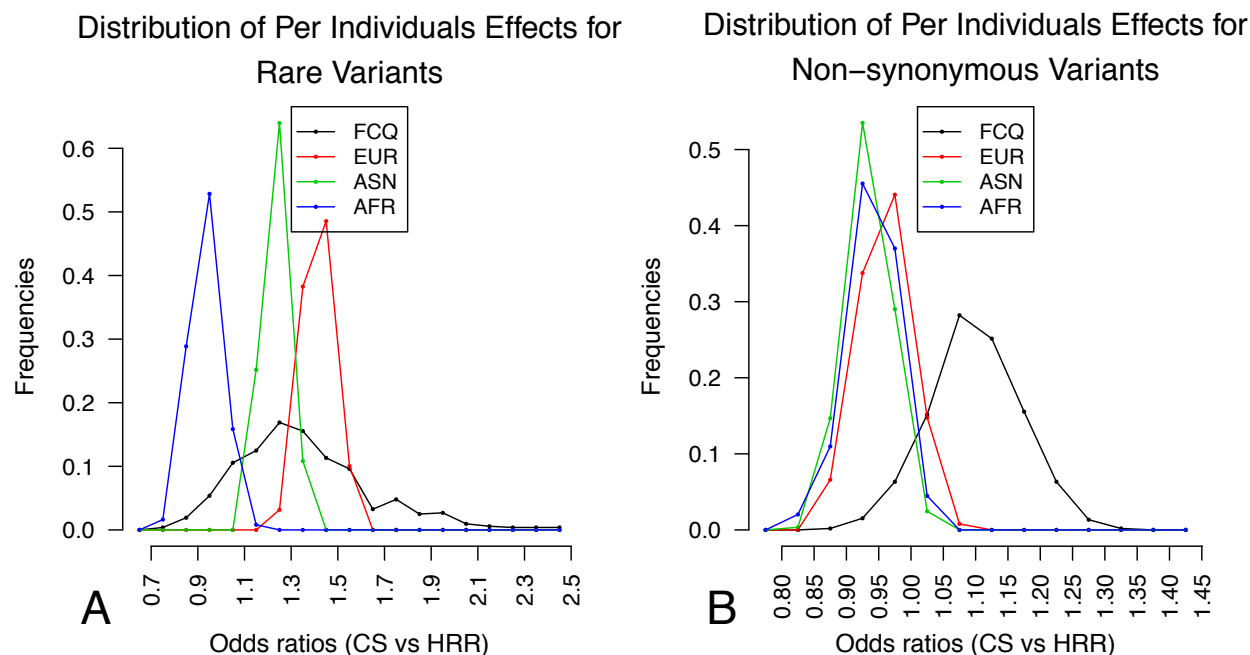 Distribution of Per Individuals Effects for
Rare Variants
FCQ
EUR
ASN
AFR
Frequencies
0.6
0.5
0.4
0.3
0.2
0.1
0.0
0.7
0.9
1.1
1.3
1.5
1.7
1.9
2.1
2.3
2.5
A
Odds ratios (CS vs HRR)
Distribution of Per Individuals Effects for
Non−synonymous Variants
FCQ
EUR
ASN
AFR
Frequencies
0.5
0.4
0.3
0.2
0.1
0.0
0.80
0.85
0.90
0.95
1.00
1.05
1.10
1.15
1.20
1.25
1.30
1.35
1.40
1.45
B
Odds ratios (CS vs HRR)